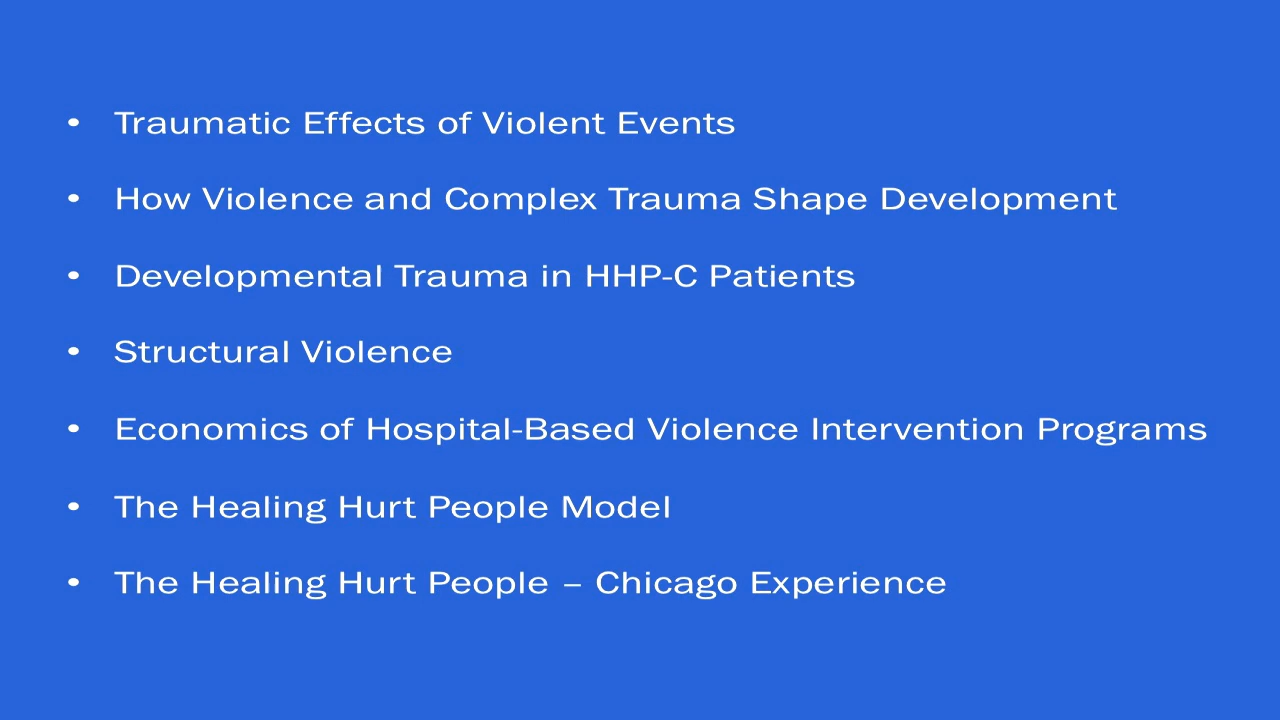 • Traumatic Effects of Violent Events
• How Violence and Complex Trauma Shape Development
• Developmental Trauma in HHP-C Patients
• Structural Violence
• Economics of Hospital-Based Violence Intervention Programs
• The Healing Hurt People Model
• The Healing Hurt People – Chicago Experience